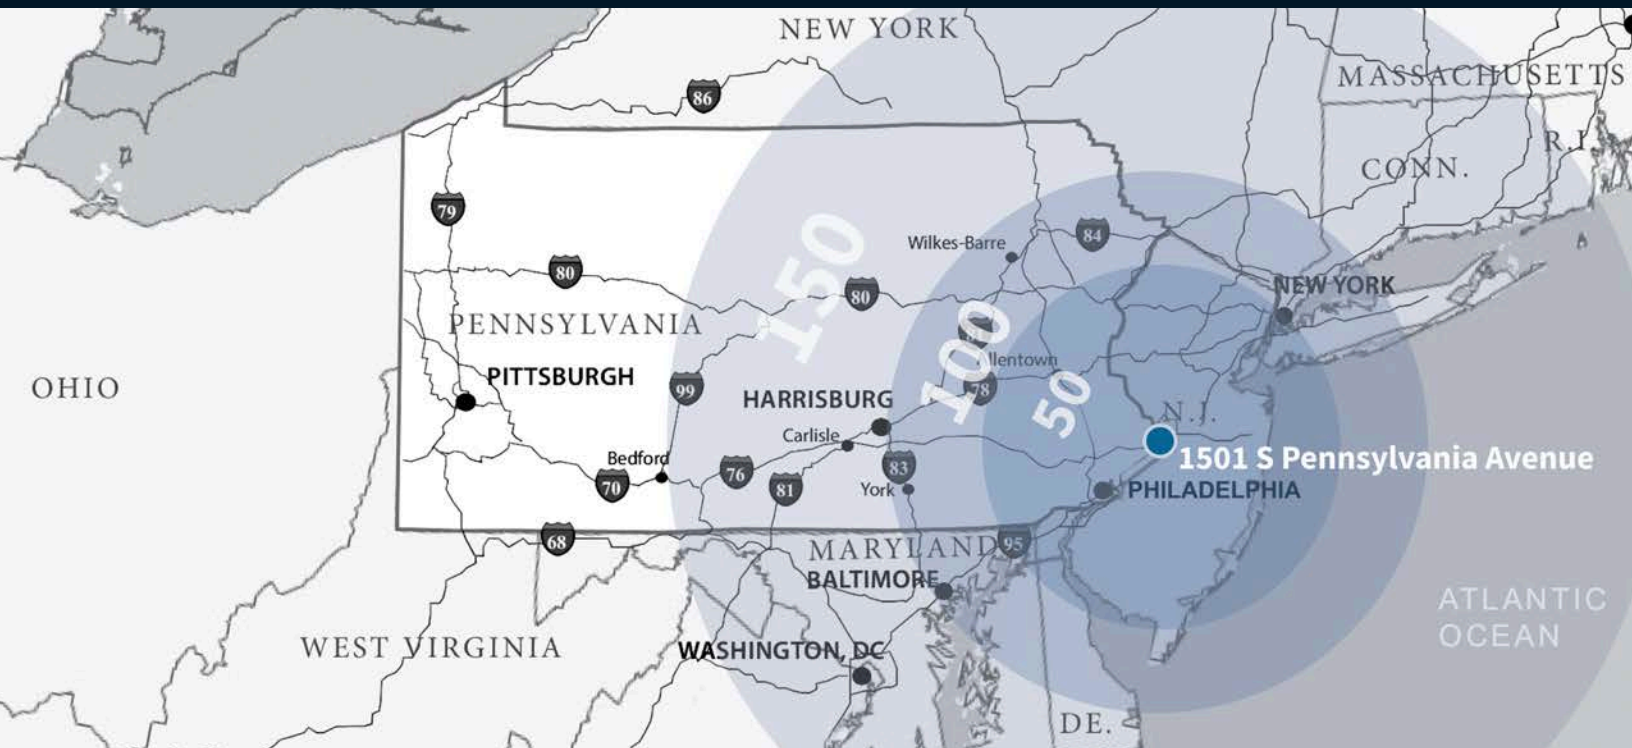 NEW YORK
MASSACHUSETTS
86
R.I.
CONN.
79
84
Wilkes-Barre
80
150
80
NEW YORK
PENNSYLVANIA
100
Allentown
PITTSBURGH
OHIO
99
78
HARRISBURG
50
N.J.
Carlisle
Bedford
1501 S Pennsylvania Avenue
76
83
70
81
York
PHILADELPHIA
68
MARYLAND
95
BALTIMORE
ATLANTIC
OCEAN
WEST VIRGINIA
WASHINGTON, DC
DE.